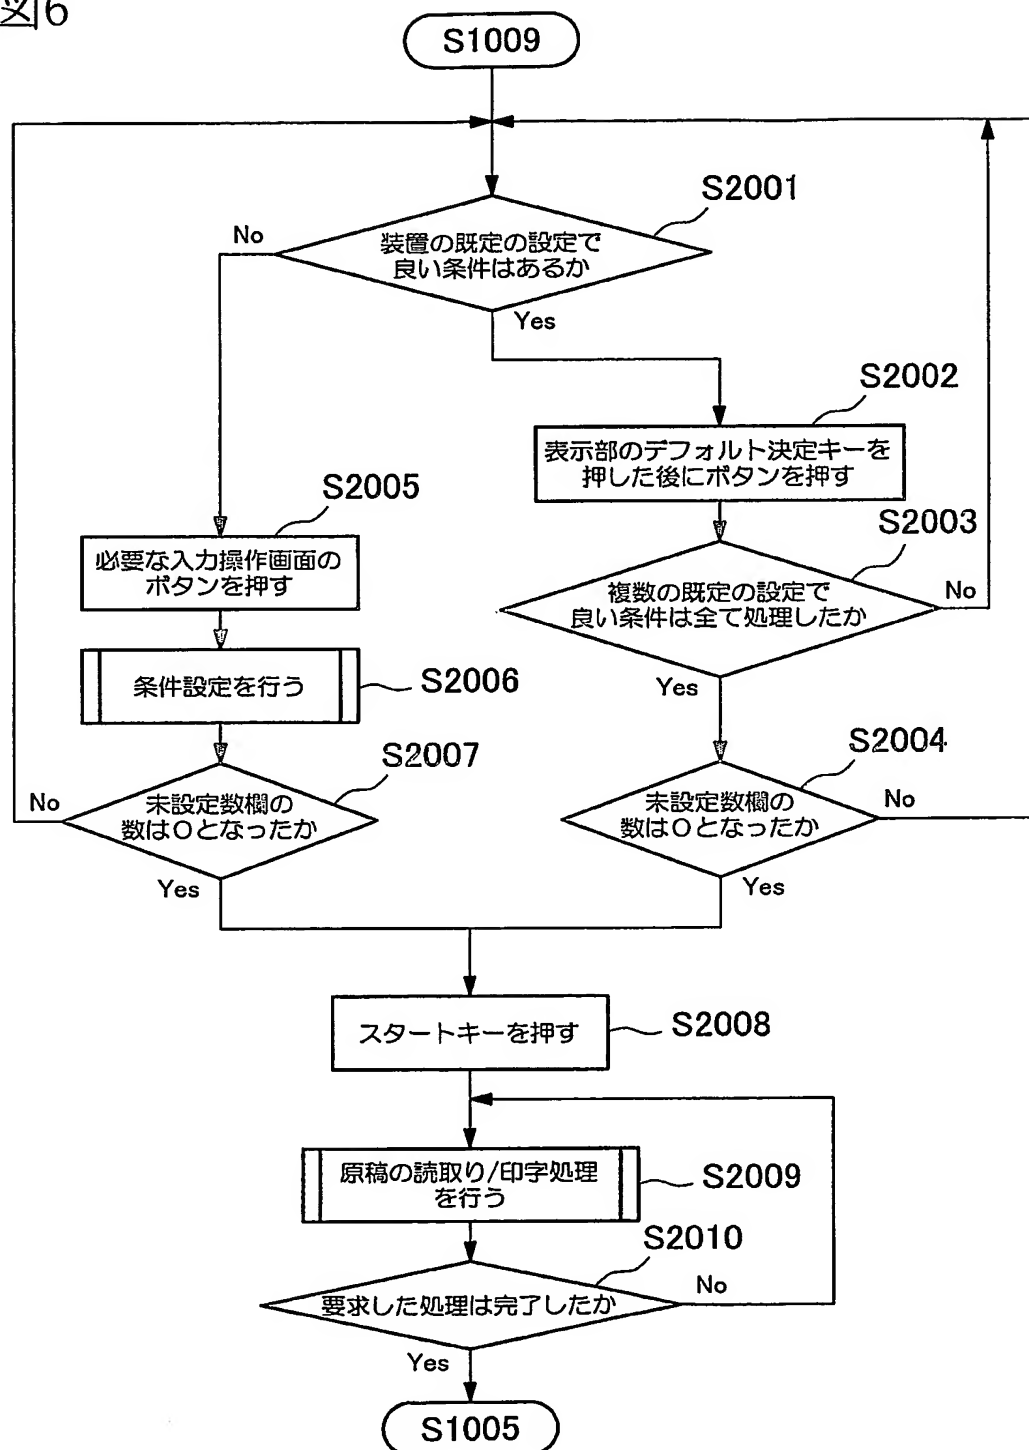 図6
S1009
S2001
No
装置の既定の設定で
良い条件はあるか
Yes
S2002
表示部のデフォルト決定キーを
押した後にボタンを押す
S2005
S2003
必要な入力操作画面の
ボタンを押す
複数の既定の設定で
良い条件は全て処理したか
No
条件設定を行う
S2006
Yes
S2007
S2004
No
未設定数欄の
数は0となったか
未設定数欄の
数は0となったか
No
Yes
Yes
スタートキーを押す
S2008
原稿の読取り/印字処理
を行う
S2009
S2010
要求した処理は完了したか
No
Yes
S1005